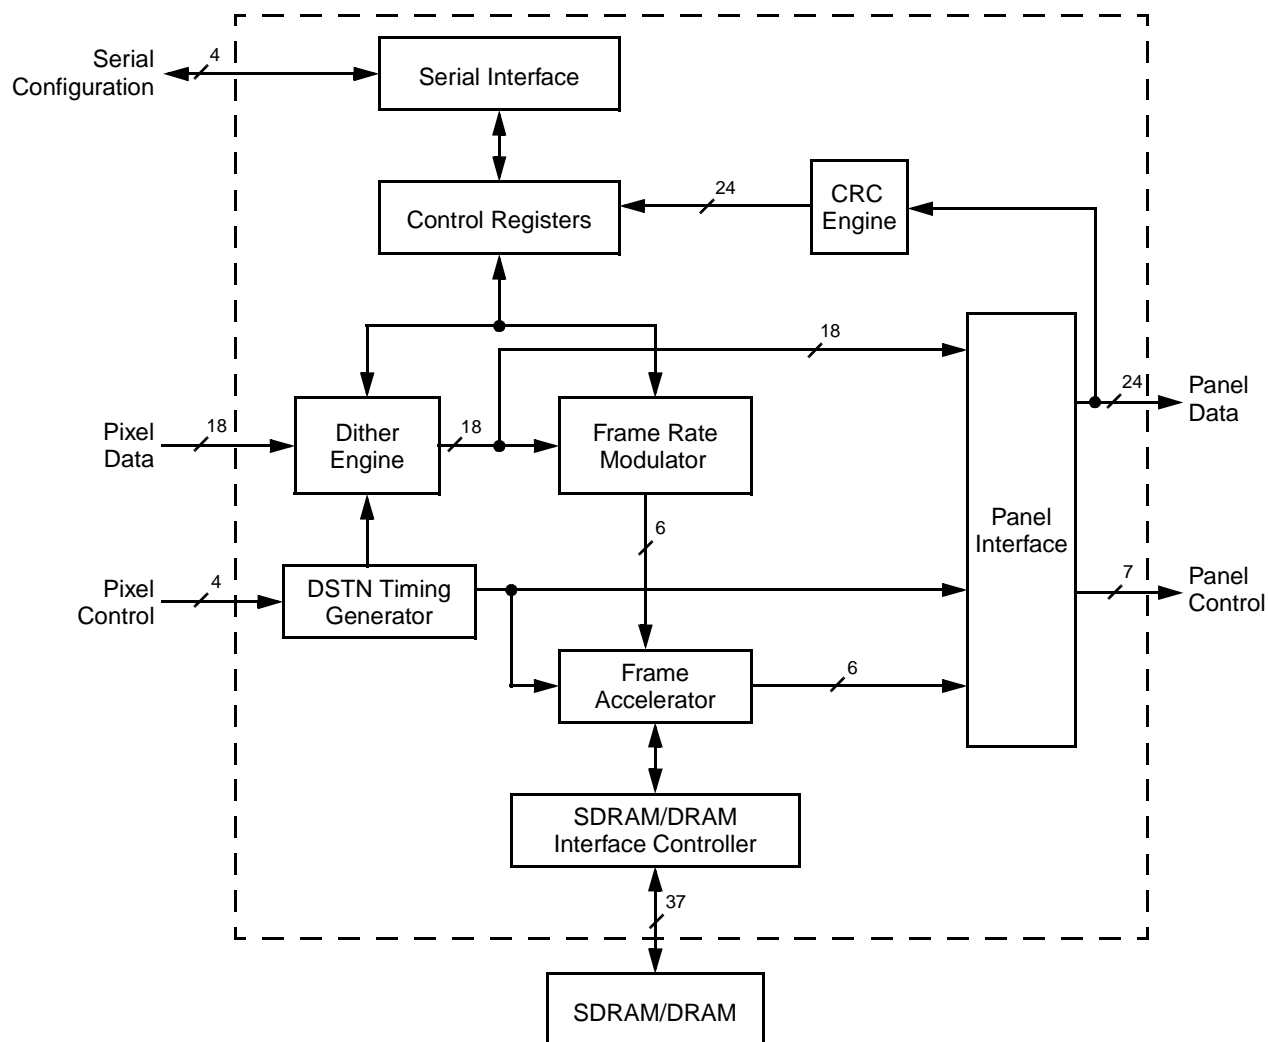 4
Serial
Configuration
Serial Interface
Control Registers
24
CRC
Engine
18
Pixel
Data
18
Dither
Engine
18
Frame Rate
Modulator
24
Panel
Data
6
Panel
Interface
Pixel
Control
4
DSTN Timing
Generator
7
Panel
Control
Frame
Accelerator
6
SDRAM/DRAM
Interface Controller
37
SDRAM/DRAM